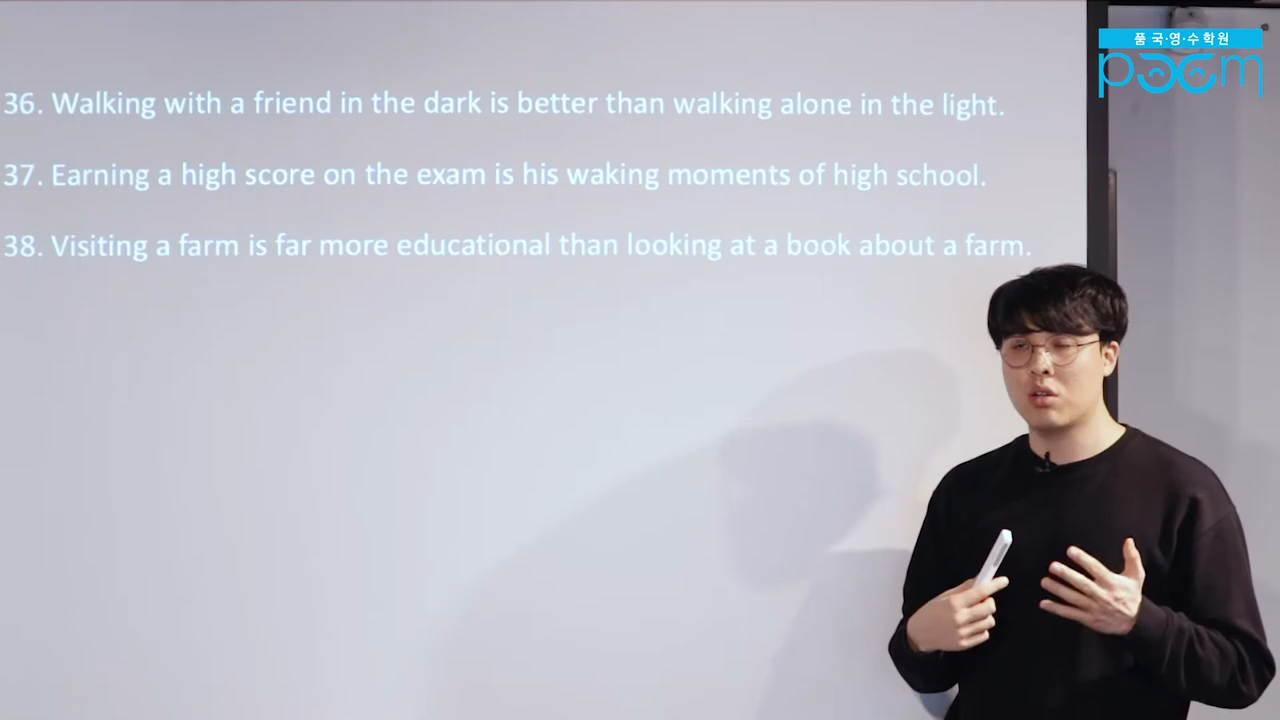 품 국·영·수 학원
poem
36. Walking with a friend in the dark is better than walking alone in the light.
37. Earning a high score on the exam is his waking moments of high school.
38. Visiting a farm is far more educational than looking at a book about a farm.